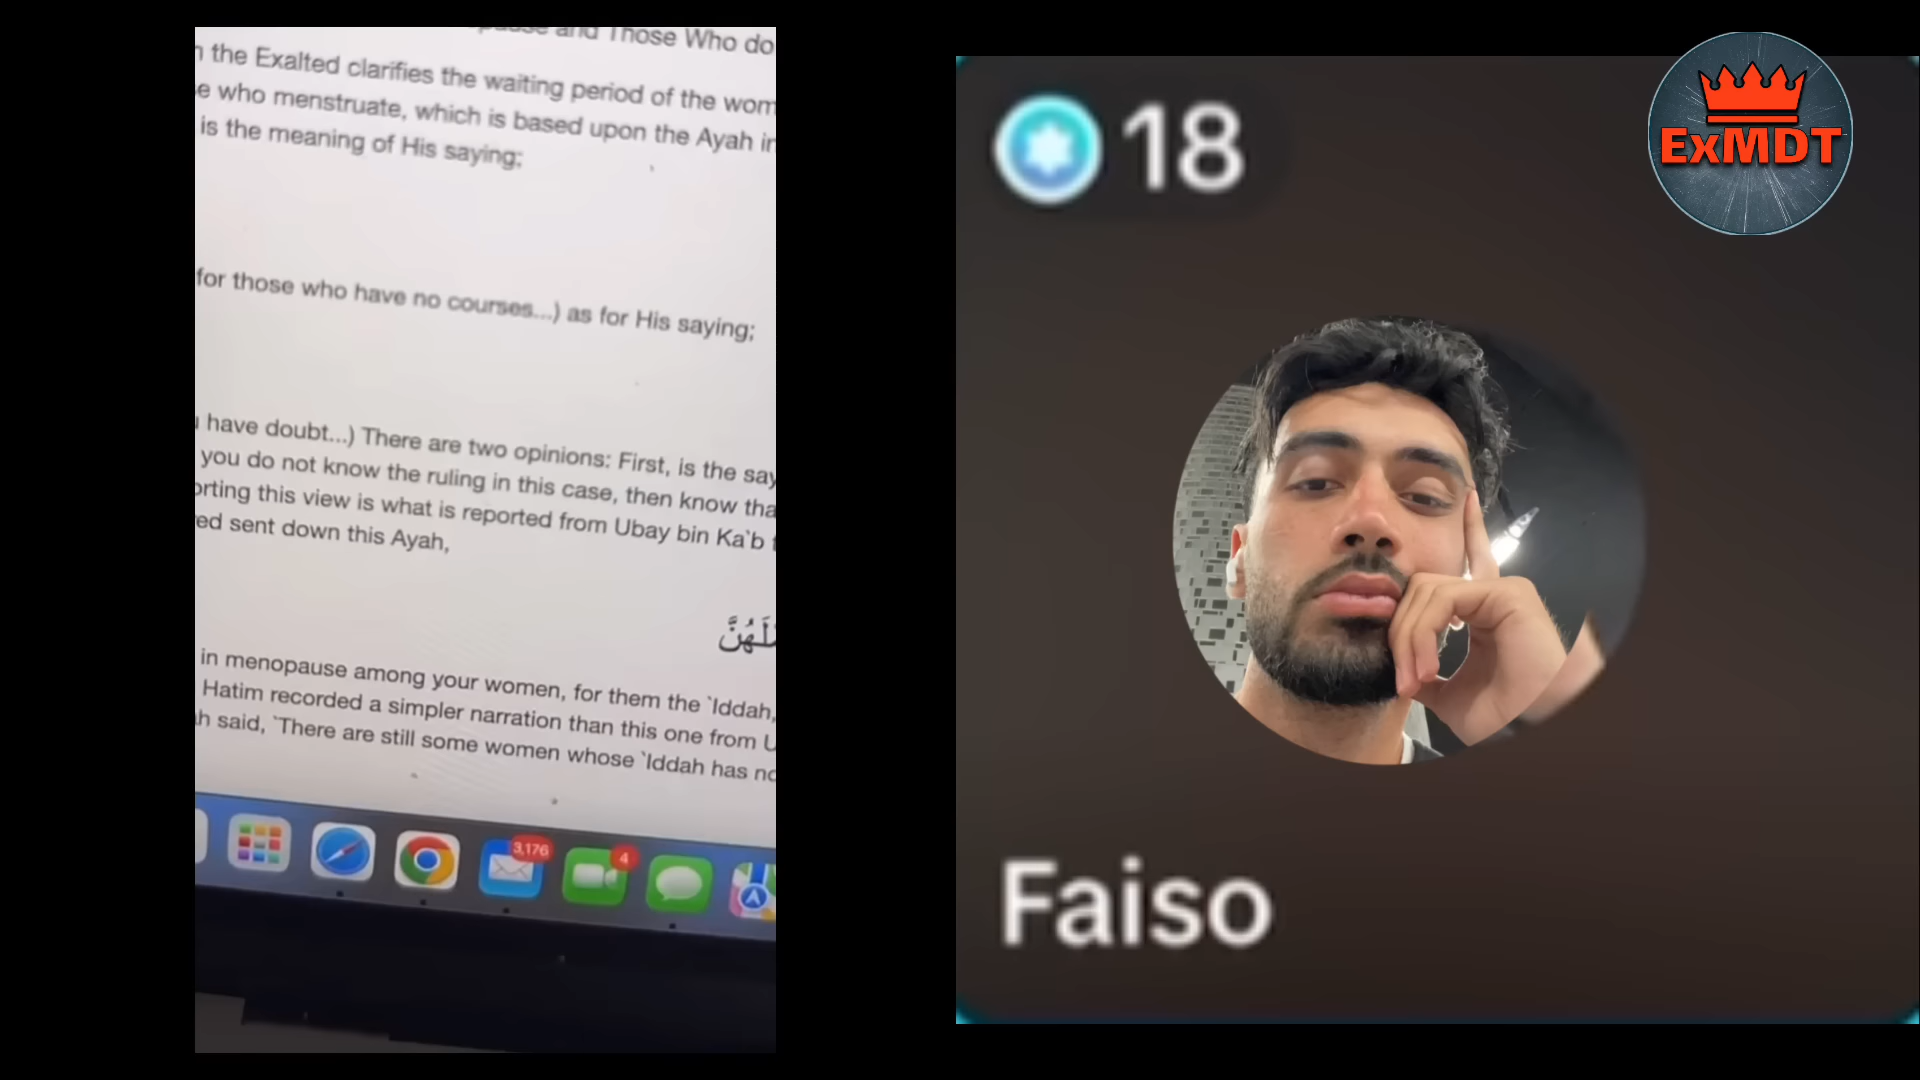 and Those Who do
the Exalted clarifies the waiting period of the
who menstruate, which is based upon the Ayah
is the meaning of His saying;
for those who have no courses...) as for His saying;
have doubt...) There are two opinions: First, is the
you do not know the ruling in this case, then know
this view is what is reported from Ubay bin Ka`b
sent down this Ayah,
in menopause among your women, for them the `Iddah,
Hatim recorded a simpler narration than this one from
said, `There are still some women whose `Iddah has
3,176
4
18
ExMDT
Faiso